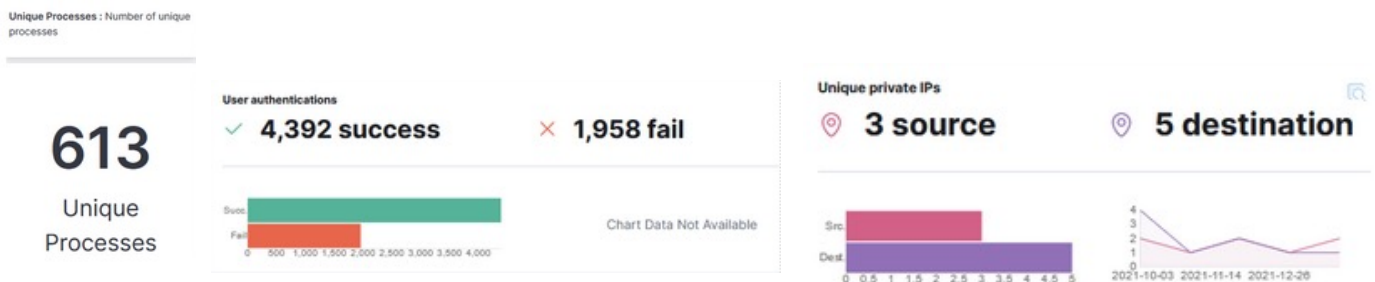 Unique Processes : Number of unique
processes
613
Unique
Processes
User authentications
4,392 success
1,958 fail
Succ.
Fail
0 500 1,000 1,500 2,000 2,500 3,000 3,500 4,000
Chart Data Not Available
Unique private IPs
3 source
5 destination
Src.
Dest.
0 0.5 1 1.5 2 2.5 3 3.5 4 4.5 5
4
3
2
1
0
2021-10-03 2021-11-14 2021-12-26